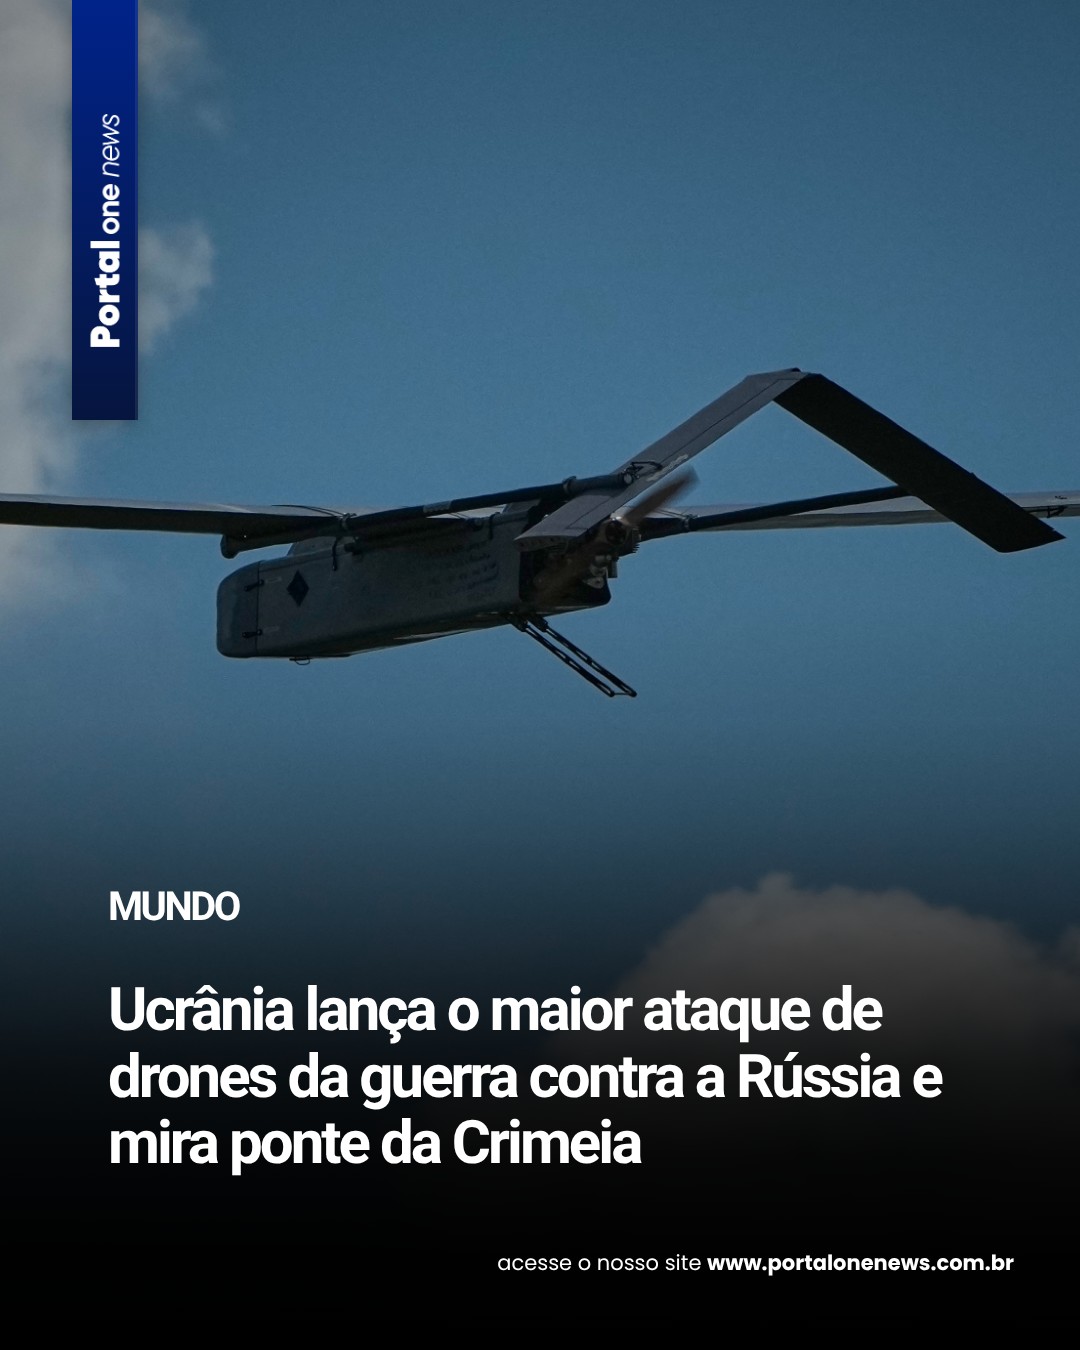 Portal one news
MUNDO
Ucrânia lança o maior ataque de
drones da guerra contra a Rússia e
mira ponte da Crimeia
acesse o nosso site www.portalonenews.com.br